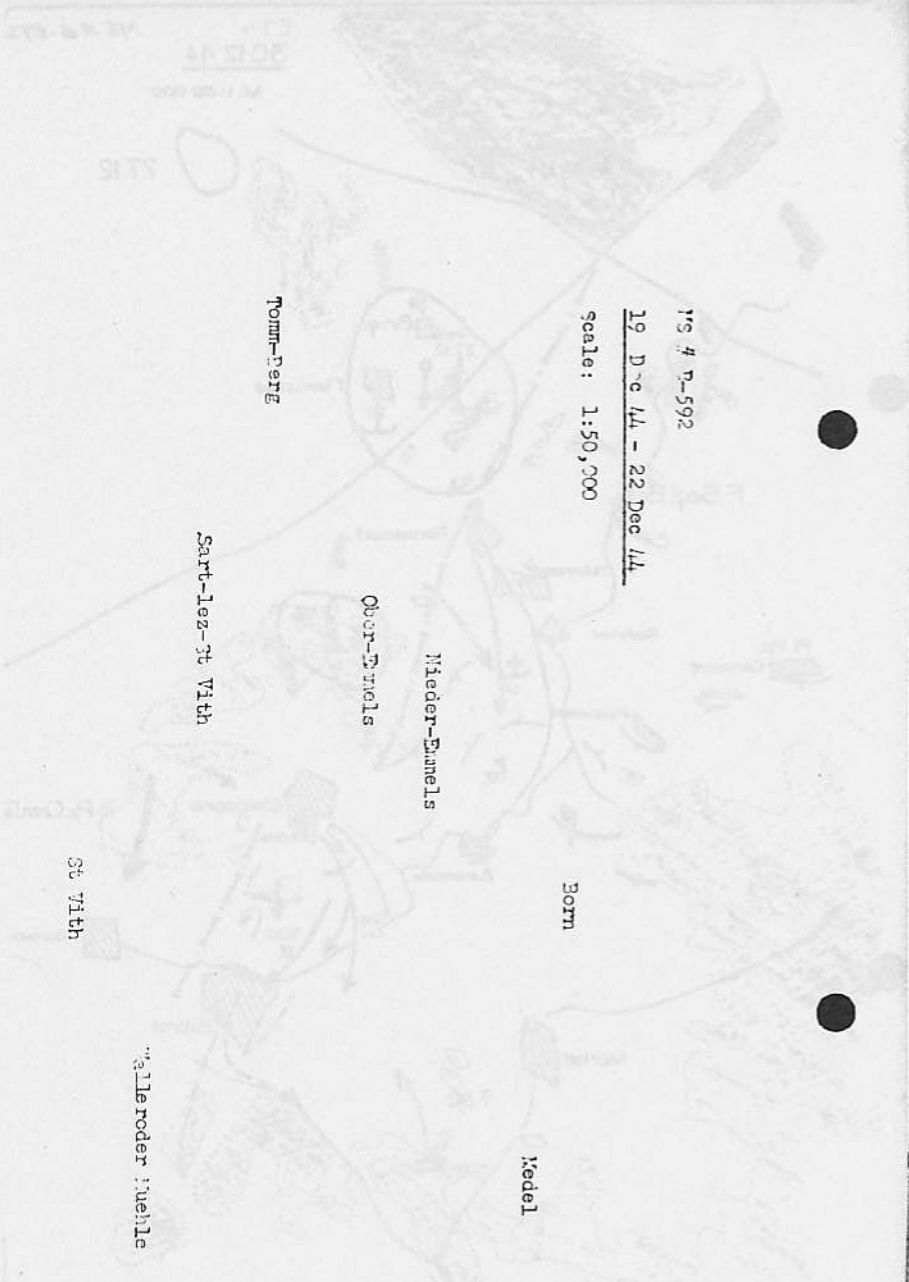 MS # B-592
19 Dec 44 - 22 Dec 44
Scale: 1:50,000
Born
Medel
Nieder-Emmels
Ober-Emmels
Tomm-Berg
Sart-lez-St Vith
Walleroder Muehle
St Vith